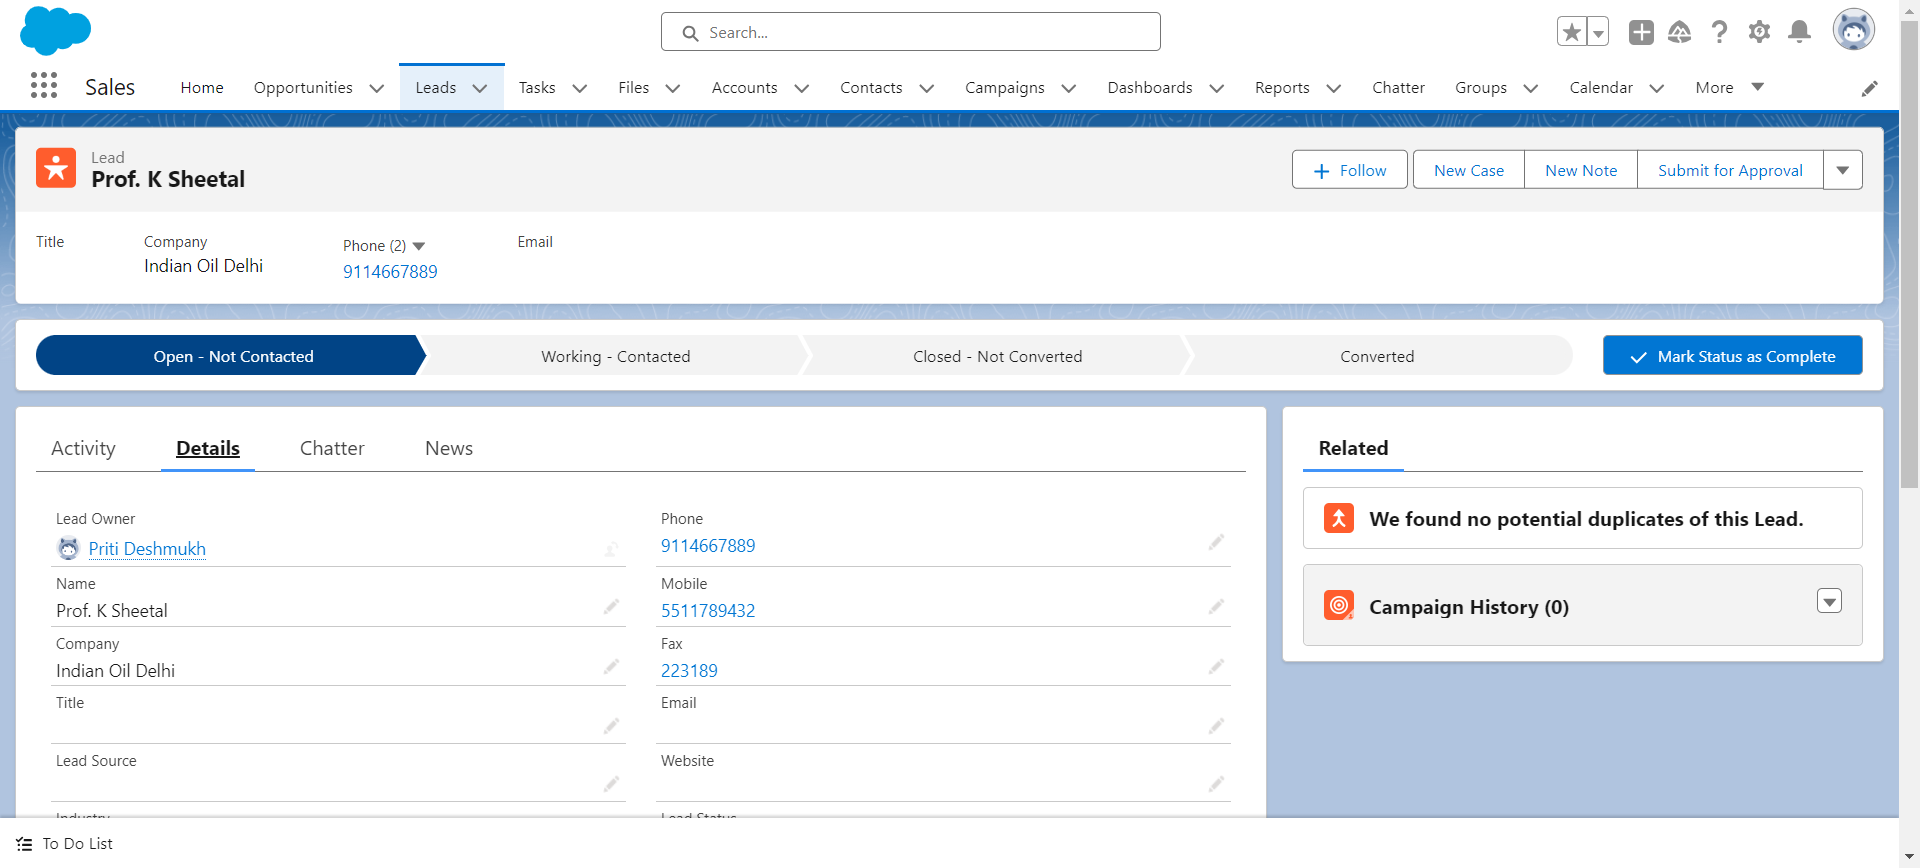 Search...
Sales
Home
Opportunities
Leads
Tasks
Files
Accounts
Contacts
Campaigns
Dashboards
Reports
Chatter
Groups
Calendar
More
Lead
Prof. K Sheetal
Follow
New Case
New Note
Submit for Approval
Title
Company
Indian Oil Delhi
Phone (2)
9114667889
Email
Open - Not Contacted
Working - Contacted
Closed - Not Converted
Converted
Mark Status as Complete
Activity
Details
Chatter
News
Lead Owner
Priti Deshmukh
Phone
9114667889
Name
Prof. K Sheetal
Mobile
5511789432
Company
Indian Oil Delhi
Fax
223189
Title
Email
Lead Source
Website
Industry
Lead Status
Related
We found no potential duplicates of this Lead.
Campaign History (0)
To Do List